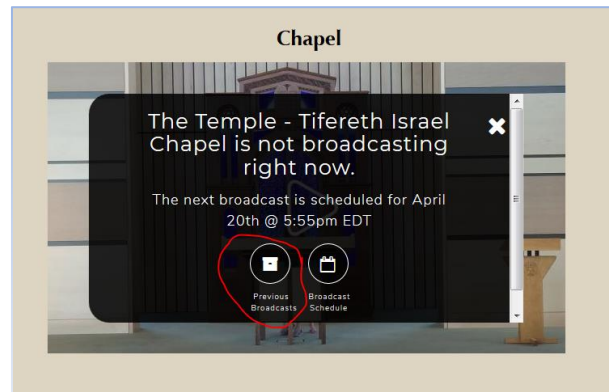 Chapel
The Temple - Tifereth Israel
Chapel is not broadcasting
right now.
The next broadcast is scheduled for April
20th @ 5:55pm EDT
Previous
Broadcasts
Broadcast
Schedule